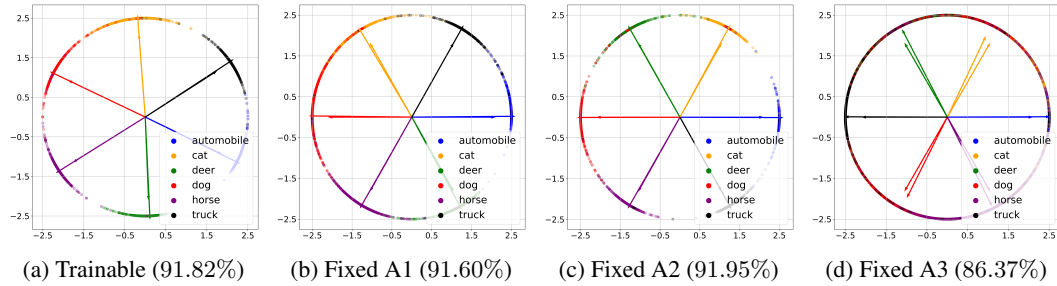 2.5
1.5
0.5
−0.5
−1.5
−2.5
−2.5 −1.5 −0.5 0.5 1.5 2.5
automobile
cat
deer
dog
horse
truck
(a) Trainable (91.82%)
2.5
1.5
0.5
−0.5
−1.5
−2.5
−2.5 −1.5 −0.5 0.5 1.5 2.5
automobile
cat
deer
dog
horse
truck
(b) Fixed A1 (91.60%)
2.5
1.5
0.5
−0.5
−1.5
−2.5
−2.5 −1.5 −0.5 0.5 1.5 2.5
automobile
cat
deer
dog
horse
truck
(c) Fixed A2 (91.95%)
2.5
1.5
0.5
−0.5
−1.5
−2.5
−2.5 −1.5 −0.5 0.5 1.5 2.5
automobile
cat
deer
dog
horse
truck
(d) Fixed A3 (86.37%)